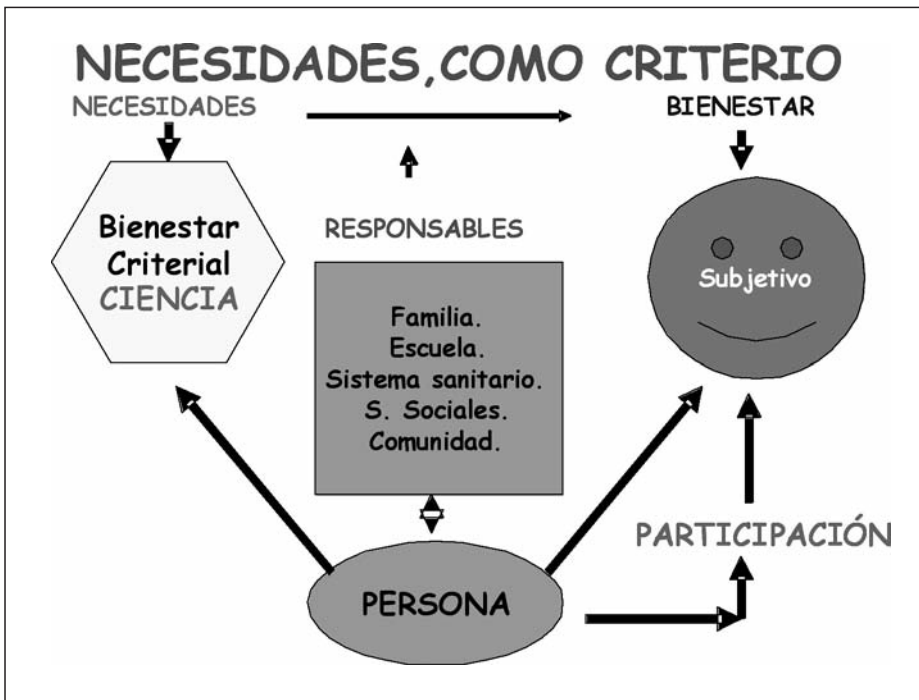 NECESIDADES,COMO CRITERIO
NECESIDADES
BIENESTAR
Bienestar
Criterial
CIENCIA
RESPONSABLES
Familia.
Escuela.
Sistema sanitario.
S. Sociales.
Comunidad.
Subjetivo
PARTICIPACIÓN
PERSONA